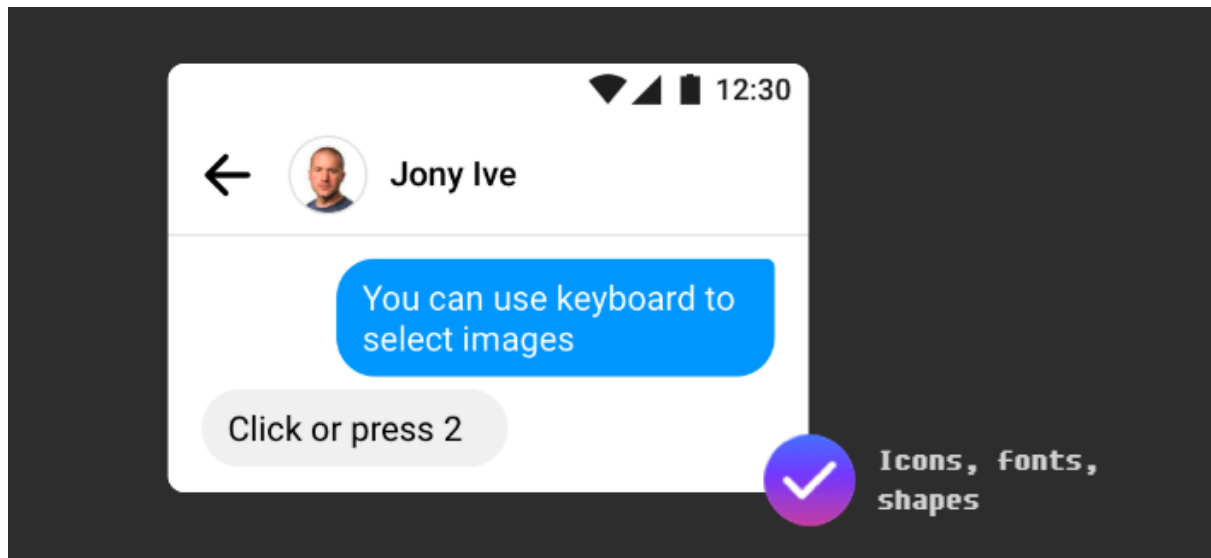 12:30
Jony Ive
You can use keyboard to
select images
Click or press 2
Icons, fonts,
shapes